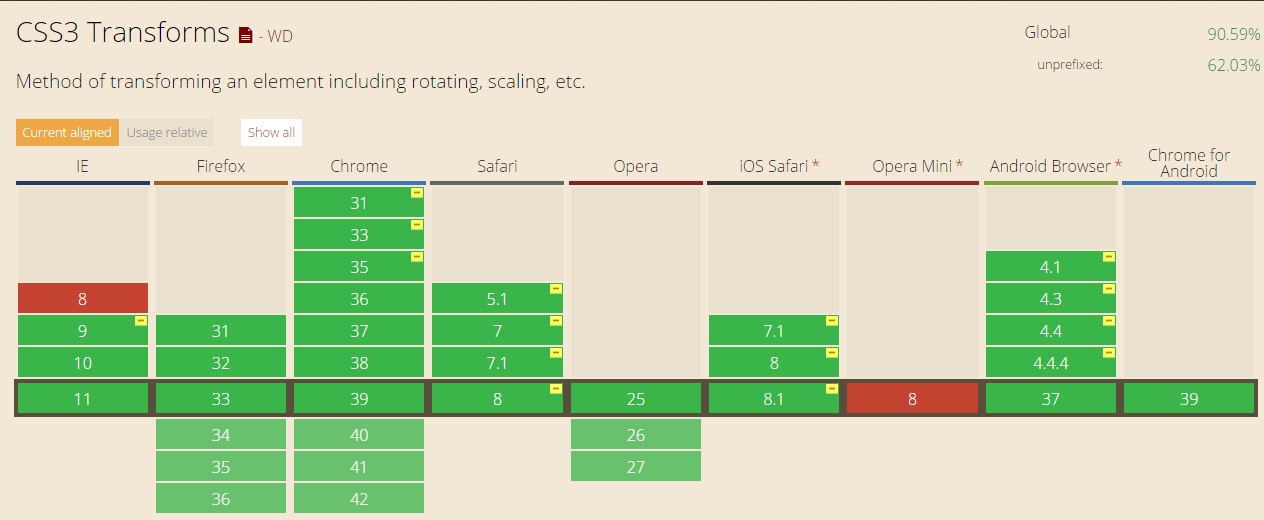 CSS3 Transforms - WD
Global 90.59%
unprefixed: 62.03%
Method of transforming an element including rotating, scaling, etc.
Current aligned Usage relative Show all
IE Firefox Chrome Safari Opera iOS Safari * Opera Mini * Android Browser * Chrome for Android
31
33
35 4.1
8 36 5.1 4.3
9 31 37 7 7.1 4.4
10 32 38 7.1 8 4.4.4
11 33 39 8 25 8.1 8 37 39
34 40 26
35 41 27
36 42